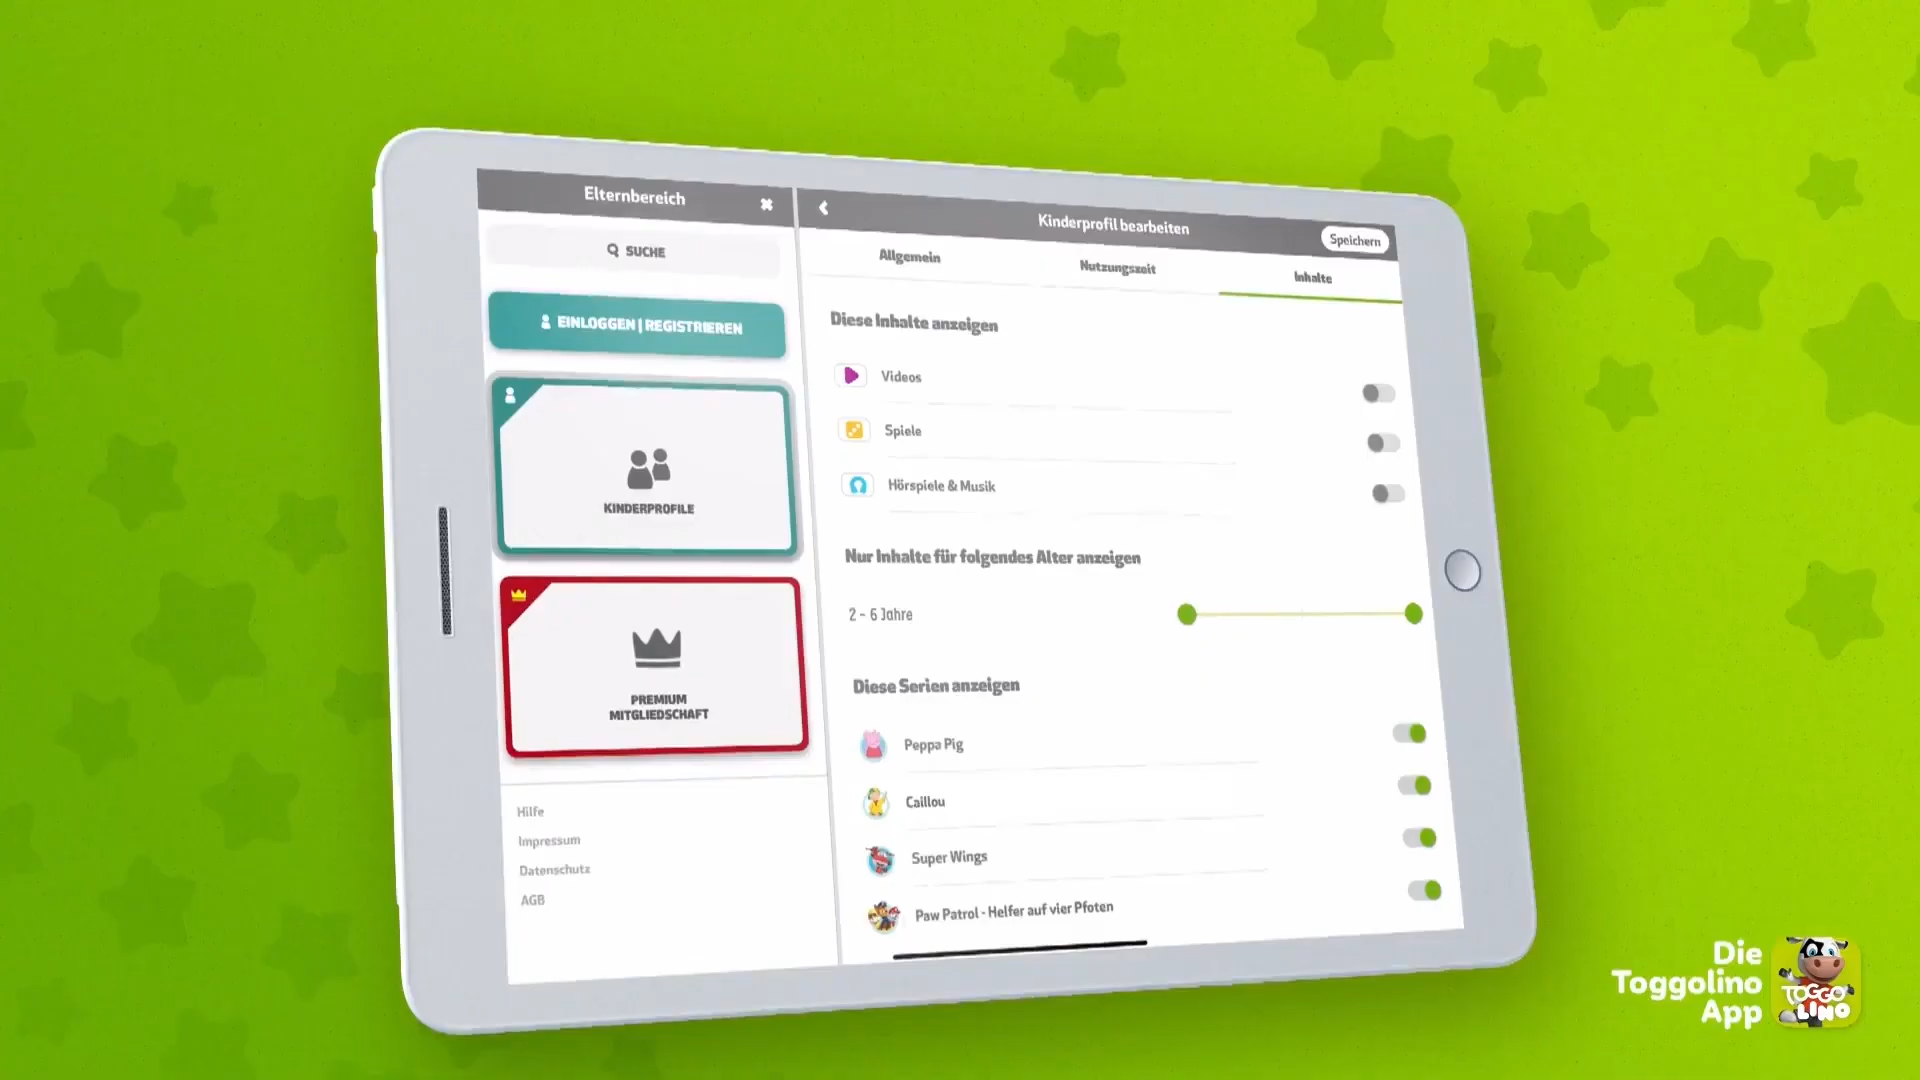 Elternbereich
SUCHE
EINLOGGEN | REGISTRIEREN
KINDERPROFILE
PREMIUM
MITGLIEDSCHAFT
Hilfe
Impressum
Datenschutz
AGB
Kinderprofil bearbeiten
Speichern
Allgemein
Nutzungszeit
Inhalte
Diese Inhalte anzeigen
Videos
Spiele
Hörspiele & Musik
Nur Inhalte für folgendes Alter anzeigen
2 - 6 Jahre
Diese Serien anzeigen
Peppa Pig
Caillou
Super Wings
Paw Patrol - Helfer auf vier Pfoten
Die
Toggolino
App
TOGGO
LINO